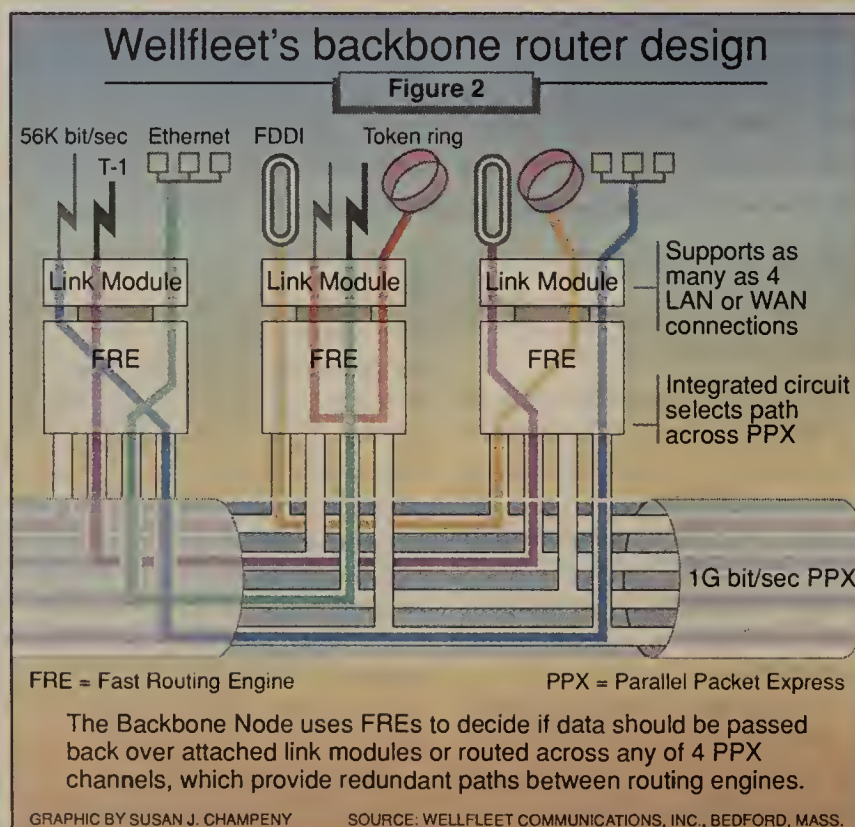 Wellfleet's backbone router design
Figure 2
56K bit/sec
T-1
Ethernet
FDDI
Token ring
Link Module
Link Module
Link Module
FRE
FRE
FRE
Supports as
many as 4
LAN or WAN
connections
Integrated circuit
selects path
across PPX
1G bit/sec PPX
FRE = Fast Routing Engine
PPX = Parallel Packet Express
The Backbone Node uses FREs to decide if data should be passed
back over attached link modules or routed across any of 4 PPX
channels, which provide redundant paths between routing engines.
GRAPHIC BY SUSAN J. CHAMPENY
SOURCE: WELLFLEET COMMUNICATIONS, INC., BEDFORD, MASS.